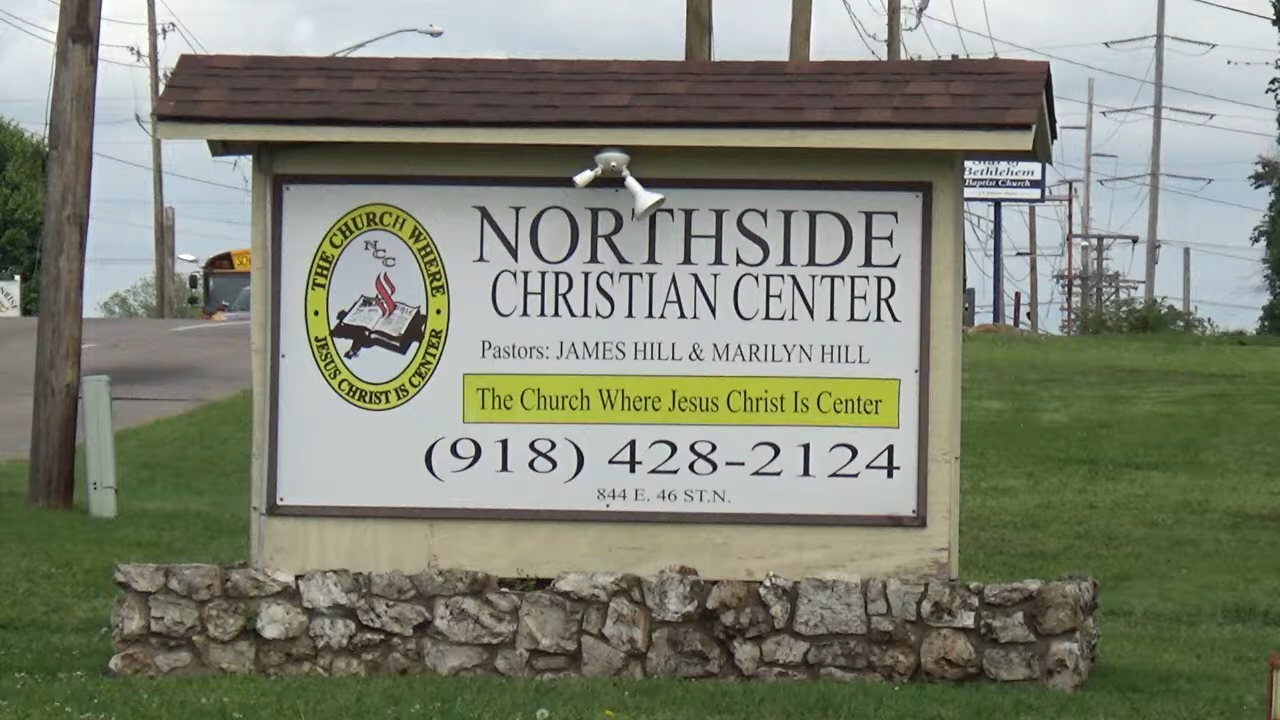 THE CHURCH WHERE
NCC
JESUS CHRIST IS CENTER
NORTHSIDE
CHRISTIAN CENTER
Pastors: JAMES HILL & MARILYN HILL
The Church Where Jesus Christ Is Center
(918) 428-2124
844 E. 46 ST.N.
Bethlehem
Baptist Church